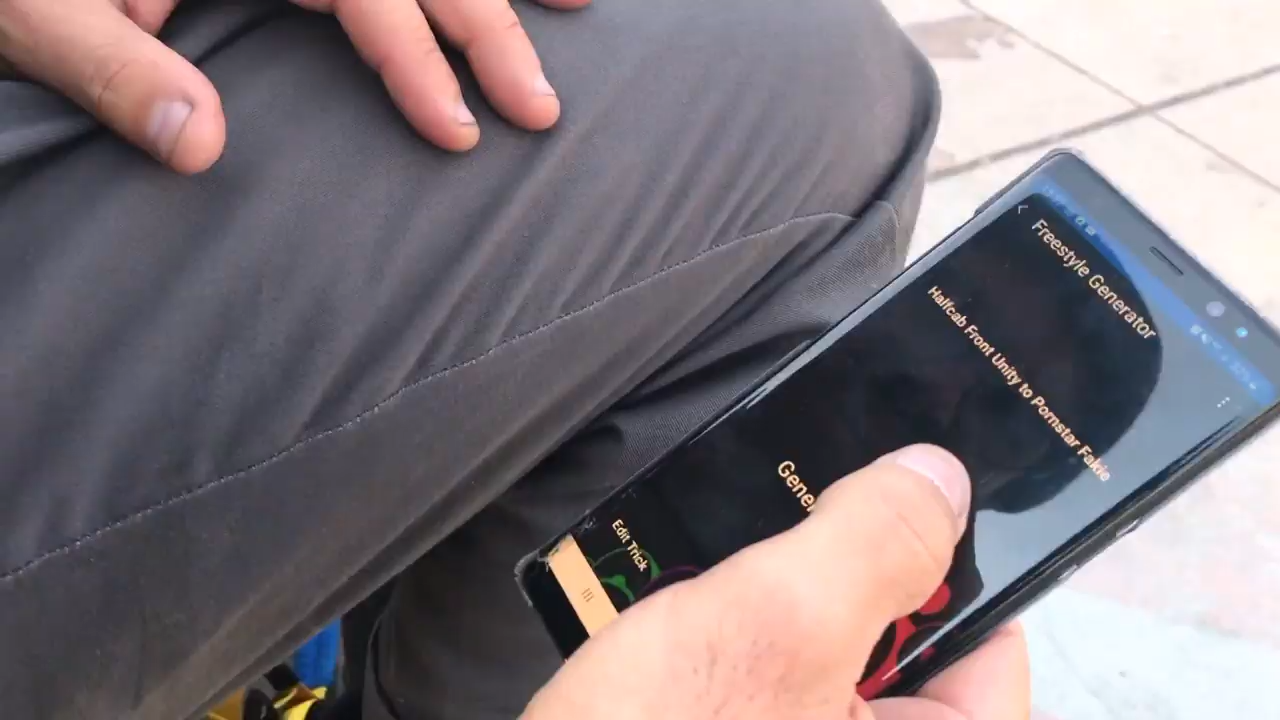 Freestyle Generator
Halfcab Front Unity to Pornstar Fakie
Edit Trick